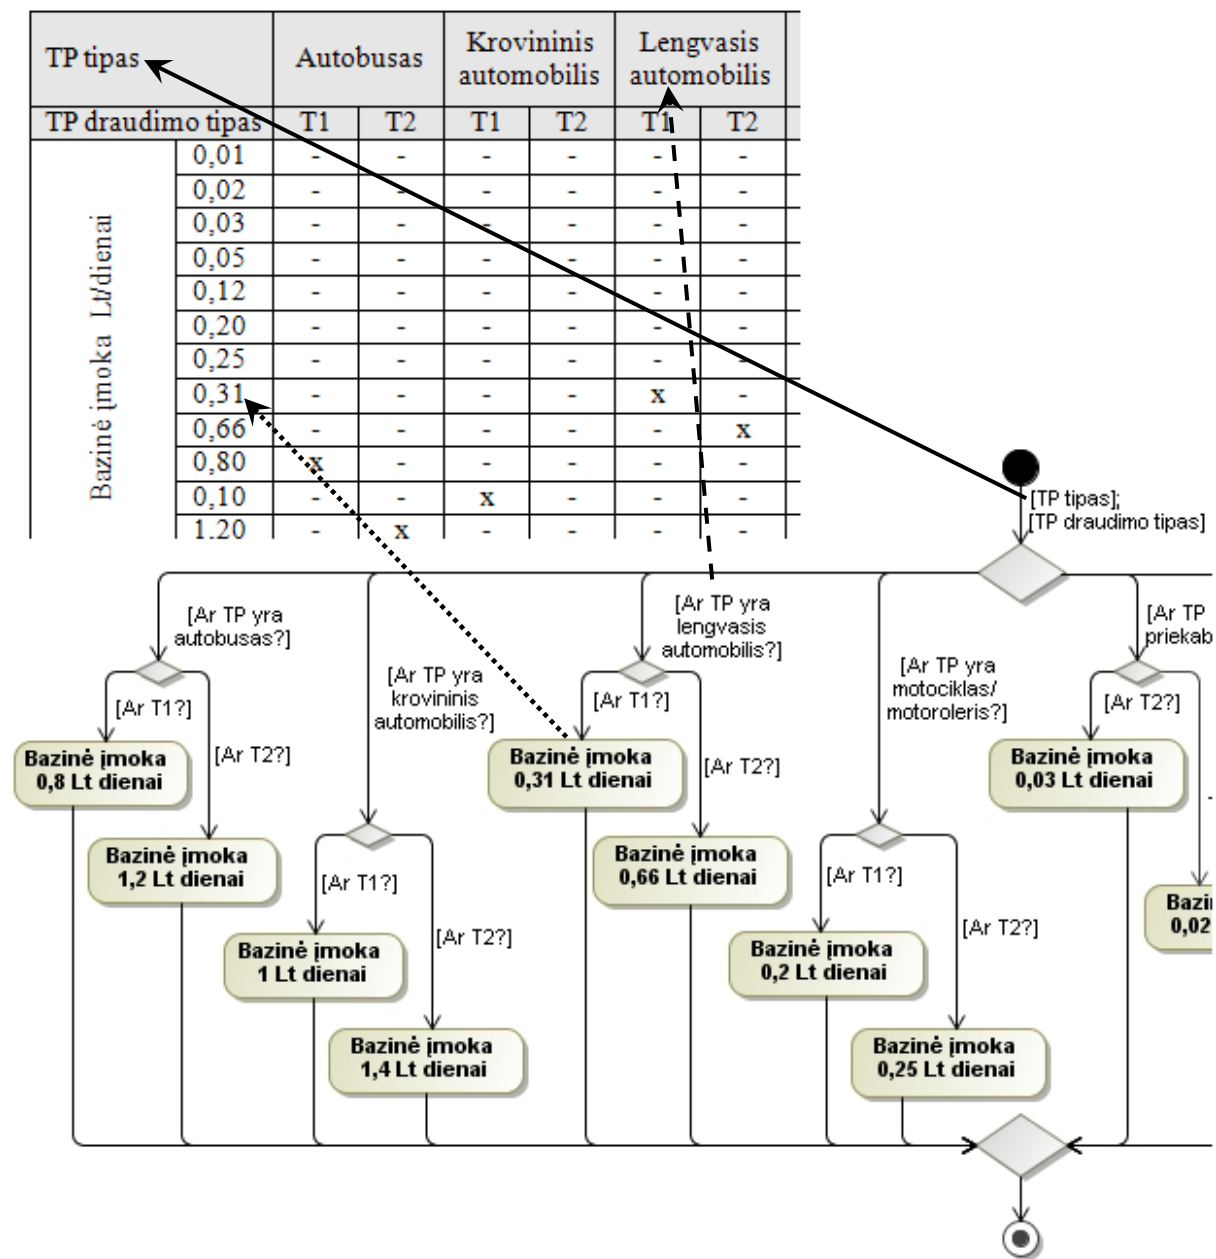 TP tipas Autobusas Krovininis automobilis Lengvasis automobilis
TP draudimo tipas T1 T2 T1 T2 T1 T2
Bazinė įmoka Lt/dienai
0,01 - - - - - -
0,02 - - - - - -
0,03 - - - - - -
0,05 - - - - - -
0,12 - - - - - -
0,20 - - - - - -
0,25 - - - - - -
0,31 - - - - x -
0,66 - - - - - x
0,80 x - - - - -
0,10 - - x - - -
1,20 - x - - - -
[TP tipas];
[TP draudimo tipas]
[Ar TP yra
autobusas?]
[Ar TP yra
krovininis
automobilis?]
[Ar TP yra
lengvasis
automobilis?]
[Ar TP yra
motociklas/
motoroleris?]
[Ar TP
priekab
[Ar T1?]
[Ar T2?]
Bazinė įmoka
0,8 Lt dienai
Bazinė įmoka
1,2 Lt dienai
[Ar T1?]
[Ar T2?]
Bazinė įmoka
1 Lt dienai
Bazinė įmoka
1,4 Lt dienai
[Ar T1?]
[Ar T2?]
Bazinė įmoka
0,31 Lt dienai
Bazinė įmoka
0,66 Lt dienai
[Ar T1?]
[Ar T2?]
Bazinė įmoka
0,2 Lt dienai
Bazinė įmoka
0,25 Lt dienai
[Ar T2?]
Bazinė įmoka
0,03 Lt dienai
Bazi
0,02